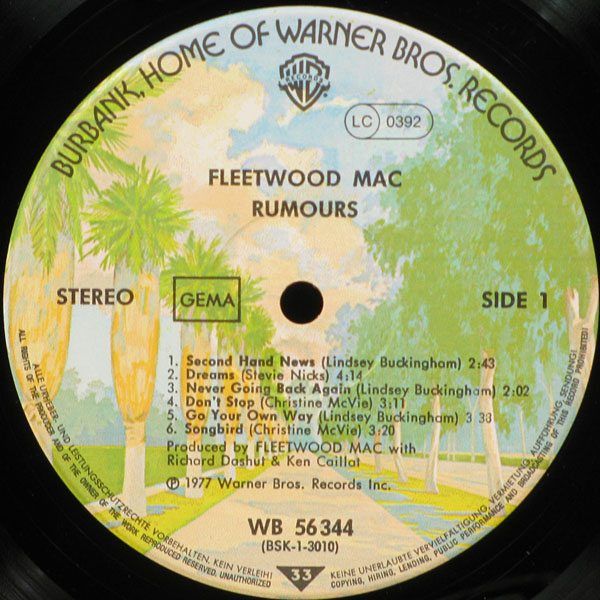 BURBANK, HOME OF WARNER BROS. RECORDS
WB
RECORDS
LC 0392
FLEETWOOD MAC
RUMOURS
STEREO GEMA SIDE 1
1. Second Hand News (Lindsey Buckingham) 2:43
2. Dreams (Stevie Nicks) 4:14
3. Never Going Back Again (Lindsey Buckingham) 2:02
4. Don't Stop (Christine McVie) 3:11
5. Go Your Own Way (Lindsey Buckingham) 3:38
6. Songbird (Christine McVie) 3:20
Produced by FLEETWOOD MAC with
Richard Dashut & Ken Caillat
Ⓟ 1977 Warner Bros. Records Inc.
WB 56 344
(BSK-1-3010)
33
ALLE URHEBER- UND LEISTUNGSSCHUTZRECHTE VORBEHALTEN. KEIN VERLEIH!
KEINE UNERLAUBTE VERVIELFÄLTIGUNG, VERMIETUNG, AUFFÜHRUNG, SENDUNG!
ALL RIGHTS OF THE PRODUCER AND OF THE OWNER OF THE WORK REPRODUCED RESERVED. UNAUTHORIZED
COPYING, HIRING, LENDING, PUBLIC PERFORMANCE AND BROADCASTING OF THIS RECORD PROHIBITED!